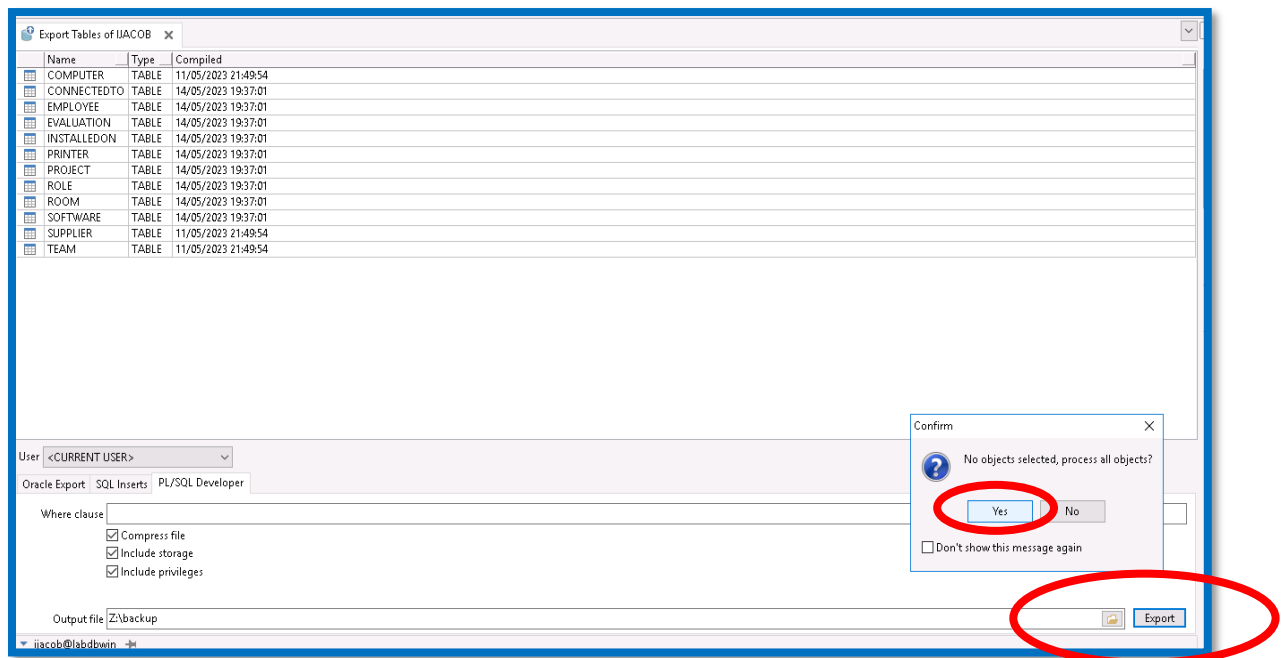 Export Tables of IJACOB
Name Type Compiled
COMPUTER TABLE 11/05/2023 21:49:54
CONNECTEDTO TABLE 14/05/2023 19:37:01
EMPLOYEE TABLE 14/05/2023 19:37:01
EVALUATION TABLE 14/05/2023 19:37:01
INSTALLEDON TABLE 14/05/2023 19:37:01
PRINTER TABLE 14/05/2023 19:37:01
PROJECT TABLE 14/05/2023 19:37:01
ROLE TABLE 14/05/2023 19:37:01
ROOM TABLE 14/05/2023 19:37:01
SOFTWARE TABLE 14/05/2023 19:37:01
SUPPLIER TABLE 11/05/2023 21:49:54
TEAM TABLE 11/05/2023 21:49:54
Confirm
No objects selected, process all objects?
Yes No
Don't show this message again
User <CURRENT USER>
Oracle Export SQL Inserts PL/SQL Developer
Where clause
Compress file
Include storage
Include privileges
Output file Z:\backup Export
ijacob@labdbwin